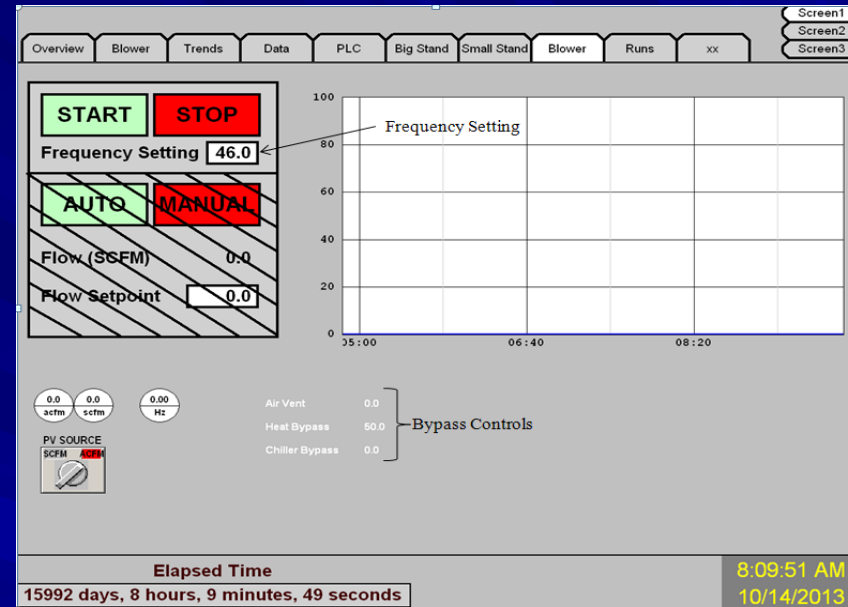 Screen1
Screen2
Screen3
Overview Blower Trends Data PLC Big Stand Small Stand Blower Runs xx
START STOP
Frequency Setting 46.0
AUTO MANUAL
Flow (SCFM) 0.0
Flow Setpoint 0.0
100
80
60
40
20
0
Frequency Setting
05:00 06:40 08:20
0.0 acfm
0.0 scfm
0.00 Hz
PV SOURCE
SCFM ACFM
Air Vent 0.0
Heat Bypass 50.0
Chiller Bypass 0.0
Bypass Controls
Elapsed Time
15992 days, 8 hours, 9 minutes, 49 seconds
8:09:51 AM
10/14/2013